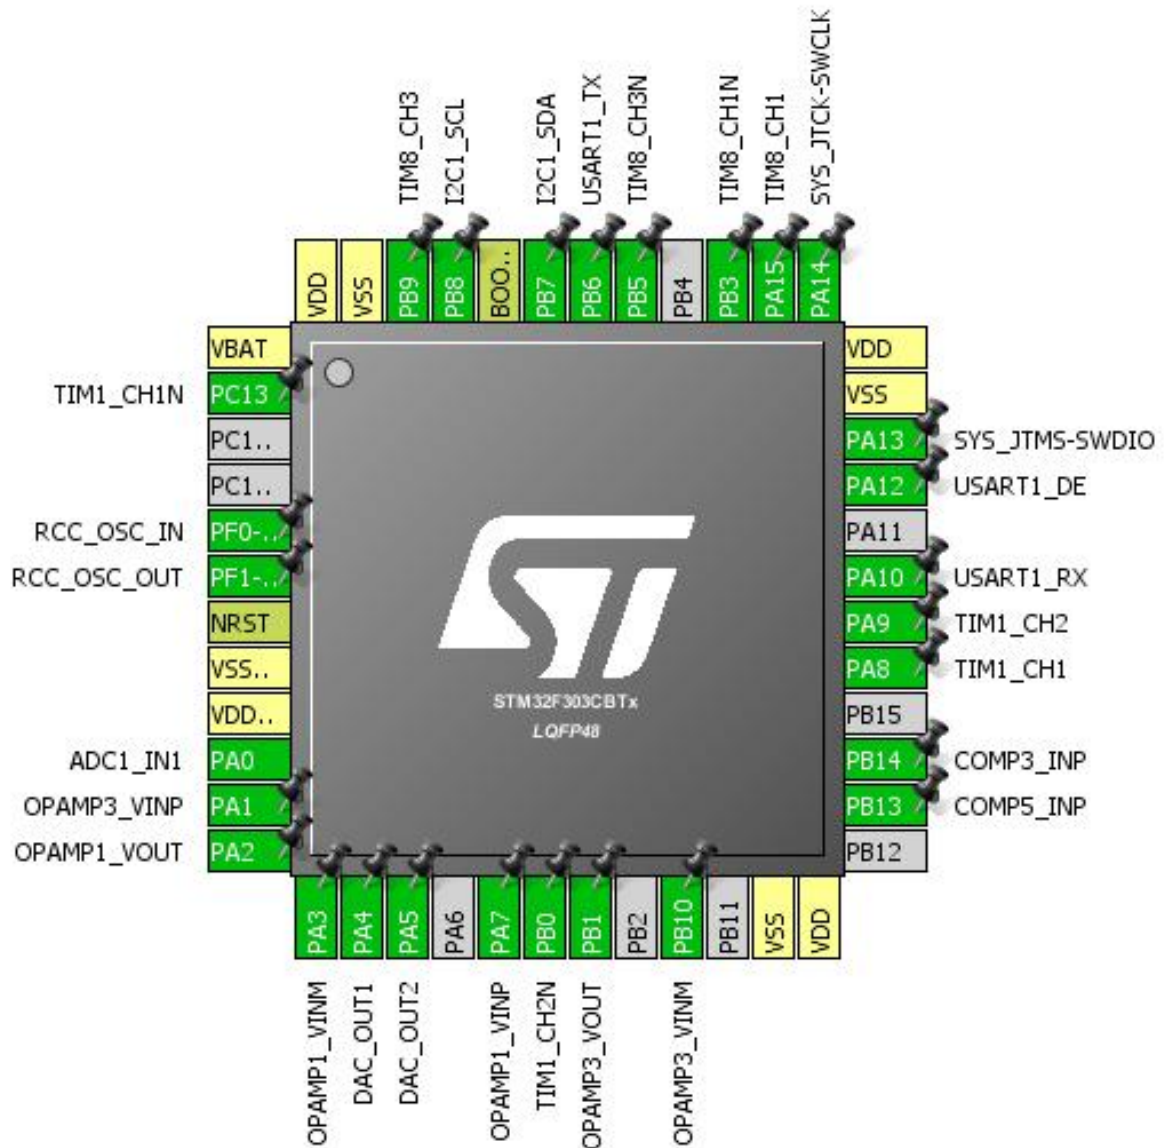 TIM8_CH3
I2C1_SCL
I2C1_SDA
USART1_TX
TIM8_CH3N
TIM8_CH1N
TIM8_CH1
SYS_JTCK-SWCLK
VDD
VSS
PB9
PB8
BOO..
PB7
PB6
PB5
PB4
PB3
PA15
PA14
VBAT
TIM1_CH1N PC13
PC1..
PC1..
RCC_OSC_IN PF0-..
RCC_OSC_OUT PF1-..
NRST
VSS..
VDD..
ADC1_IN1 PA0
OPAMP3_VINP PA1
OPAMP1_VOUT PA2
ST
STM32F303CBTx
LQFP48
VDD
VSS
PA13 SYS_JTMS-SWDIO
PA12 USART1_DE
PA11
PA10 USART1_RX
PA9 TIM1_CH2
PA8 TIM1_CH1
PB15
PB14 COMP3_INP
PB13 COMP5_INP
PB12
PA3
PA4
PA5
PA6
PA7
PB0
PB1
PB2
PB10
PB11
VSS
VDD
OPAMP1_VINM
DAC_OUT1
DAC_OUT2
OPAMP1_VINP
TIM1_CH2N
OPAMP3_VOUT
OPAMP3_VINM